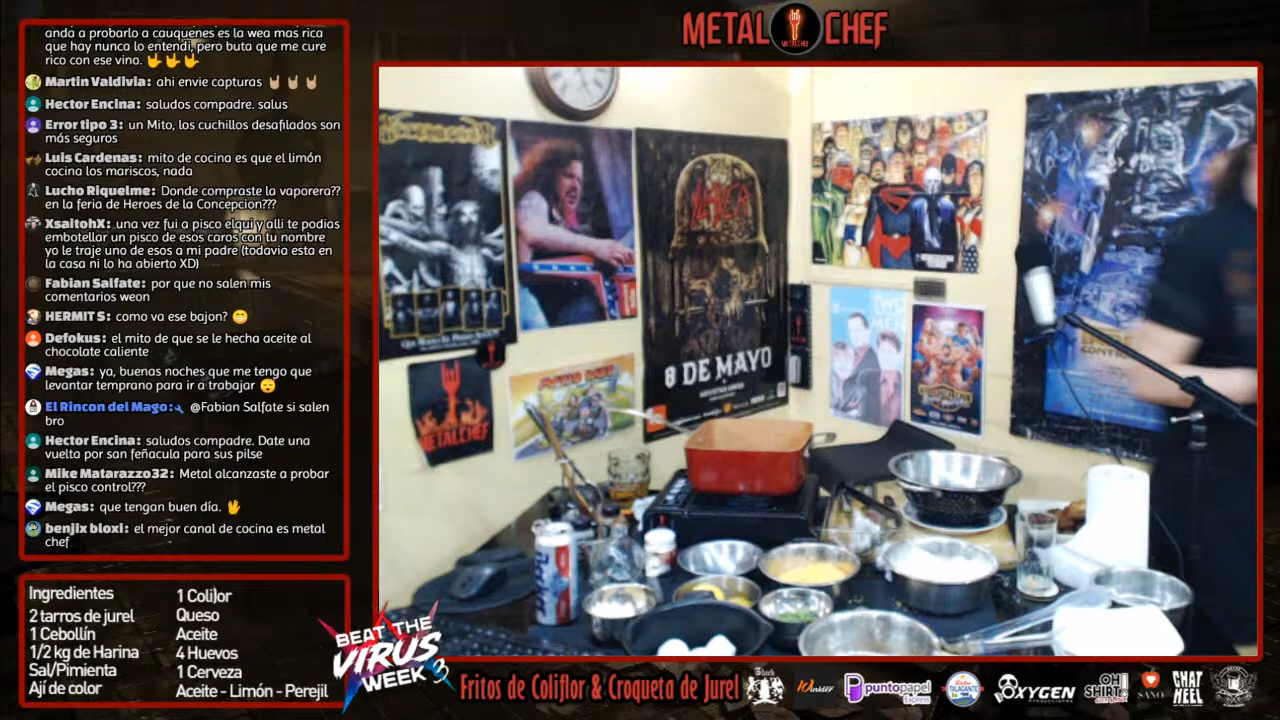 METAL CHEF
METALCHEF
andá a probarlo a cauquenes es la wea mas rica
que hay nunca lo entendi, pero buta que me cure
rico con ese vino.
Martin Valdivia: ahi envie capturas
Hector Encina: saludos compadre. salus
Error tipo 3: un Mito, los cuchillos desafilados son
más seguros
Luis Cardenas: mito de cocina es que el limón
cocina los mariscos, nada
Lucho Riquelme: Donde compraste la vaporera??
en la feria de Heroes de la Concepcion???
XsaitohX: una vez fui a pisco elqui y alli te podias
embotellar un pisco de esos caros con tu nombre
yo le traje uno de esos a mi padre (todavia esta en
la casa ni lo ha abierto XD)
Fabian Salfate: por que no salen mis
comentarios weon
HERMIT S: como va ese bajon?
Defokus: el mito de que se le hecha aceite al
chocolate caliente
Megas: ya, buenas noches que me tengo que
levantar temprano para ir a trabajar
El Rincon del Mago: @Fabian Salfate si salen
bro
Hector Encina: saludos compadre. Date una
vuelta por san feñacula para sus pilse
Mike Matarazzo32: Metal alcanzaste a probar
el pisco control???
Megas: que tengan buen día.
benjix bloxi: el mejor canal de cocina es metal
chef
SLAYER
8 DE MAYO
METALCHEF
Ingredientes
2 tarros de jurel
1 Cebollín
1/2 kg de Harina
Sal/Pimienta
Ají de color
1 Coliflor
Queso
Aceite
4 Huevos
1 Cerveza
Aceite - Limón - Perejil
BEAT THE
VIRUS
WEEK 3
Fritos de Coliflor & Croqueta de Jurel
Winkler
puntopapel
Express
TALAGANTE
OXYGEN
OH
SHIRT!
SANO
CHAT
HEEL